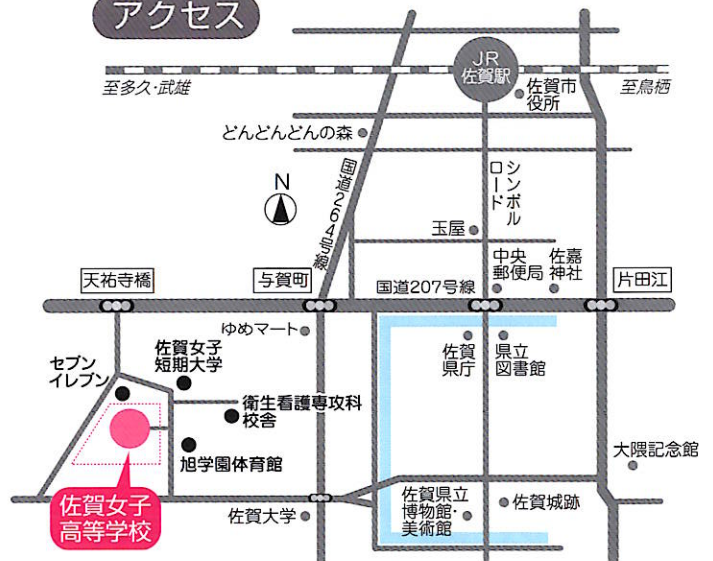 アクセス
JR
佐賀駅
至多久・武雄
至鳥栖
佐賀市
役所
どんどんどんの森
国道264号線
シンボル
ロード
N
玉屋
中央
郵便局
佐嘉
神社
天祐寺橋
与賀町
国道207号線
片田江
ゆめマート
佐賀女子
短期大学
セブン
イレブン
佐賀
県庁
県立
図書館
衛生看護専攻科
校舎
旭学園体育館
大隈記念館
佐賀女子
高等学校
佐賀大学
佐賀県立
博物館・
美術館
佐賀城跡